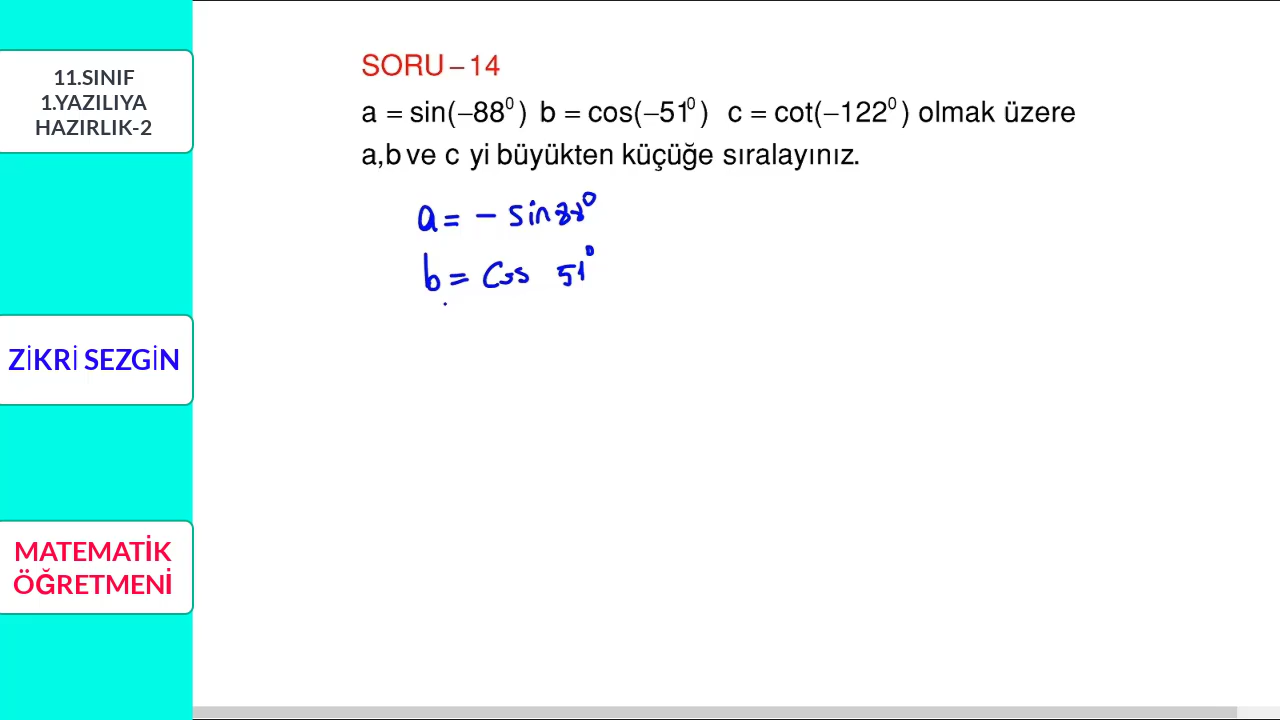 11.SINIF
1.YAZILIYA
HAZIRLIK-2
ZİKRİ SEZGİN
MATEMATİK
ÖĞRETMENİ
SORU – 14
a = sin(–88⁰) b = cos(–51⁰) c = cot(–122⁰) olmak üzere
a,b ve c yi büyükten küçüğe sıralayınız.
a = - sin 88⁰
b = Cos 51⁰